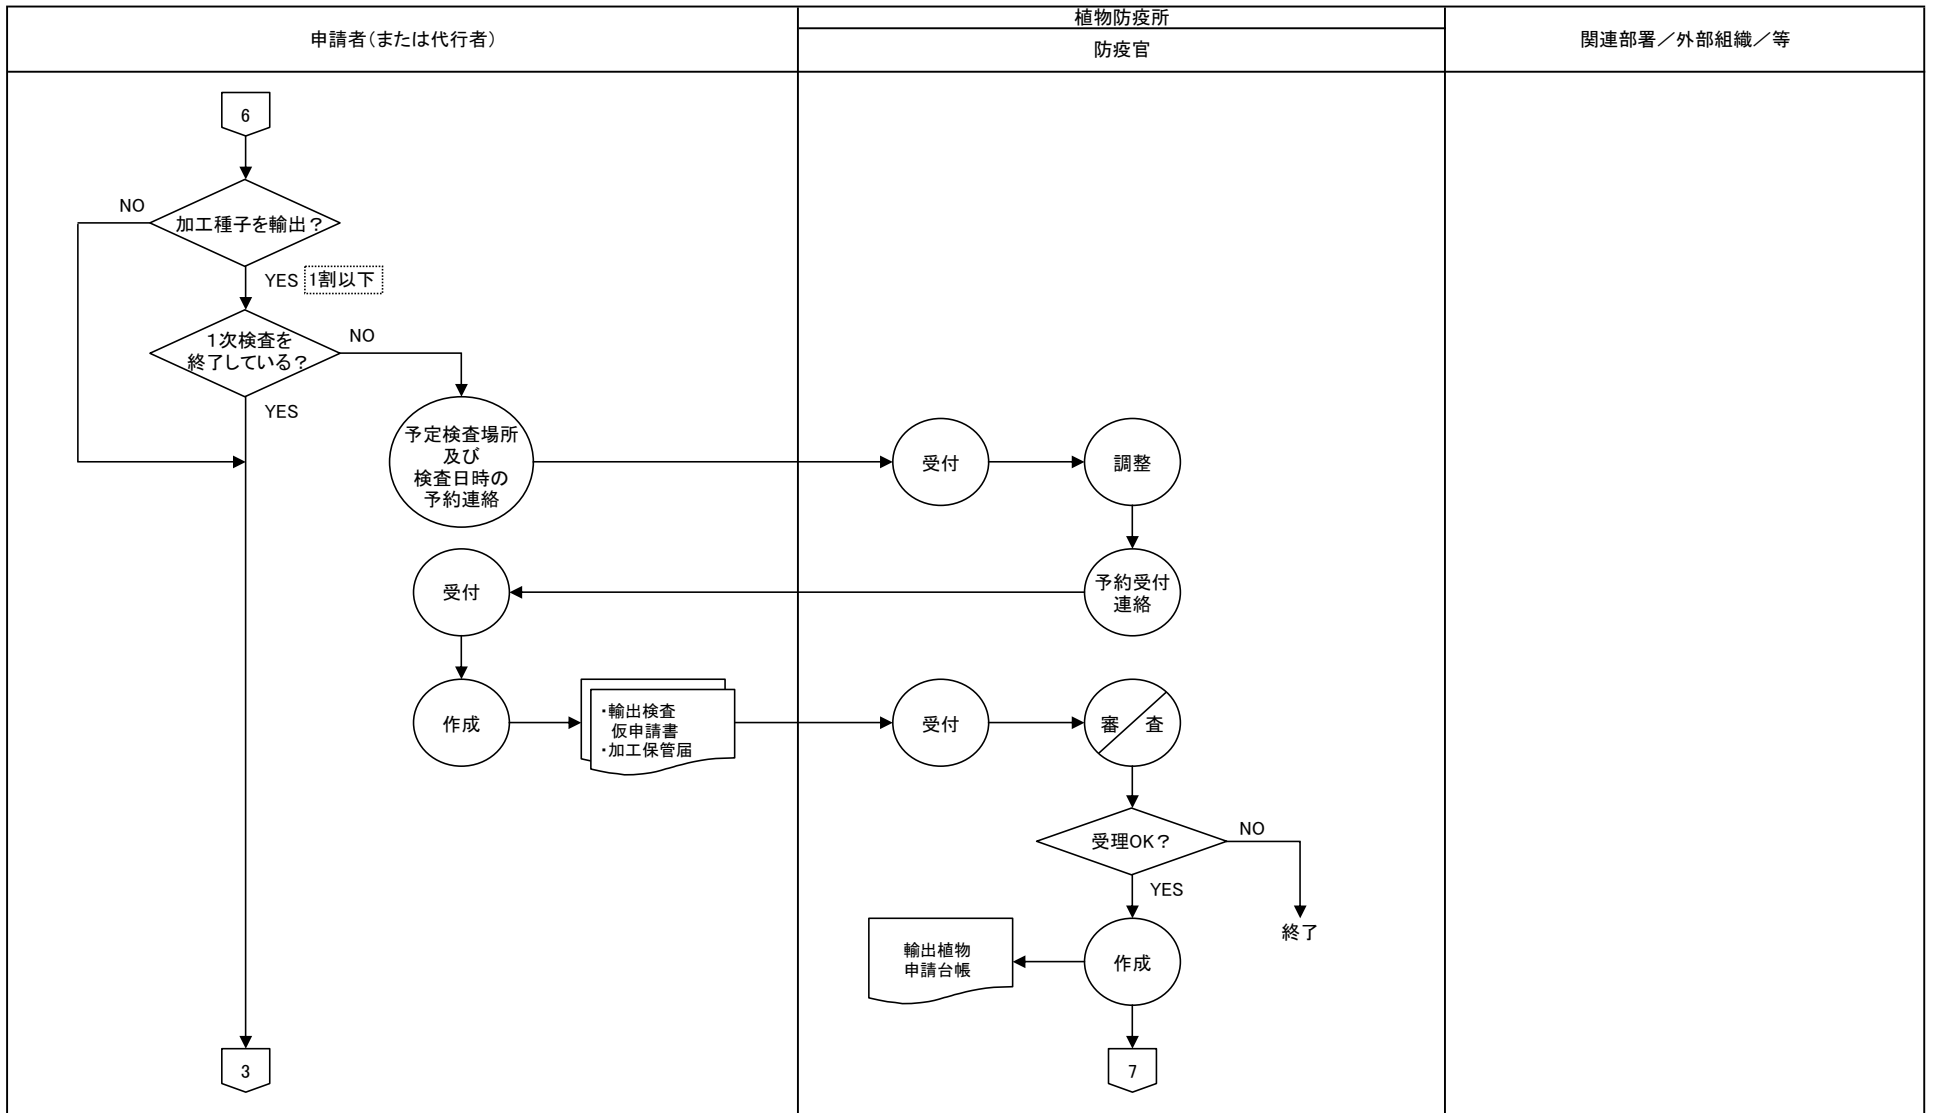 申請者（または代行者）
植物防疫所
防疫官
関連部署／外部組織／等
6
NO
加工種子を輸出？
YES
1割以下
１次検査を
終了している？
NO
YES
予定検査場所
及び
検査日時の
予約連絡
受付
調整
受付
予約受付
連絡
作成
・輸出検査
仮申請書
・加工保管届
受付
審 査
受理OK？
NO
YES
終了
輸出植物
申請台帳
作成
3
7